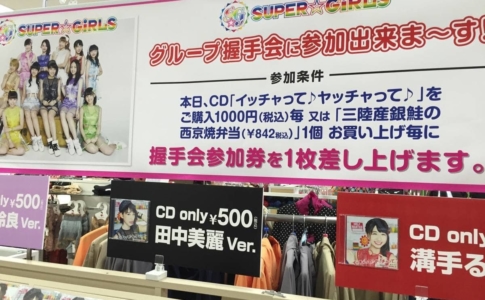 SUPER☆GiRLS
SUPER☆GiRLS
グループ握手会に参加出来ま～す!
参加条件
本日、CD「イッチャって♪ヤッチャって♪」を
ご購入1000円(税込)毎 又は「三陸産銀鮭の
西京焼弁当(¥842税込)」1個 お買い上げ毎に
握手会参加券を1枚差し上げます。
¥500
良 Ver.
CD only ¥500
田中美麗 Ver.
CD only
溝手る